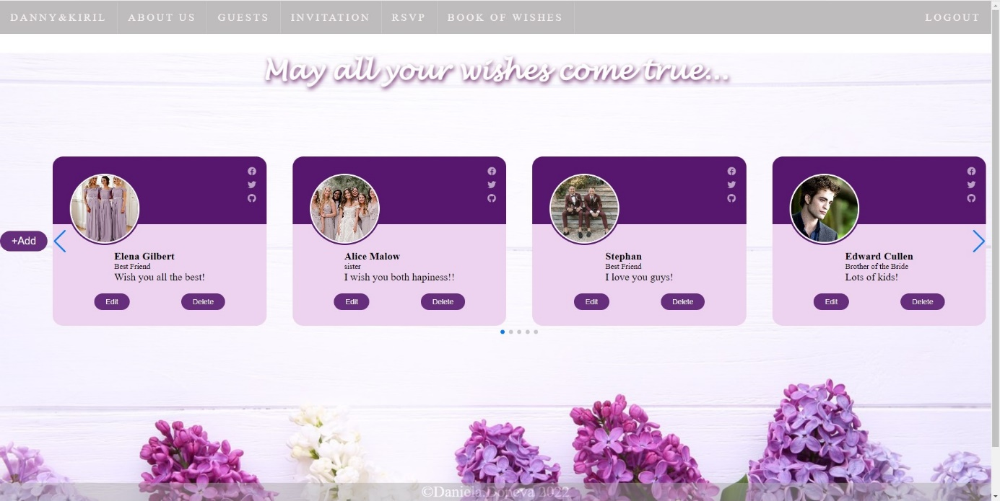 DANNY&KIRIL ABOUT US GUESTS INVITATION RSVP BOOK OF WISHES LOGOUT
May all your wishes come true...
+Add
Elena Gilbert
Best Friend
Wish you all the best!
Edit Delete
Alice Malow
sister
I wish you both hapiness!!
Edit Delete
Stephan
Best Friend
I love you guys!
Edit Delete
Edward Cullen
Brother of the Bride
Lots of kids!
Edit Delete
©Daniela.Doneva 2022